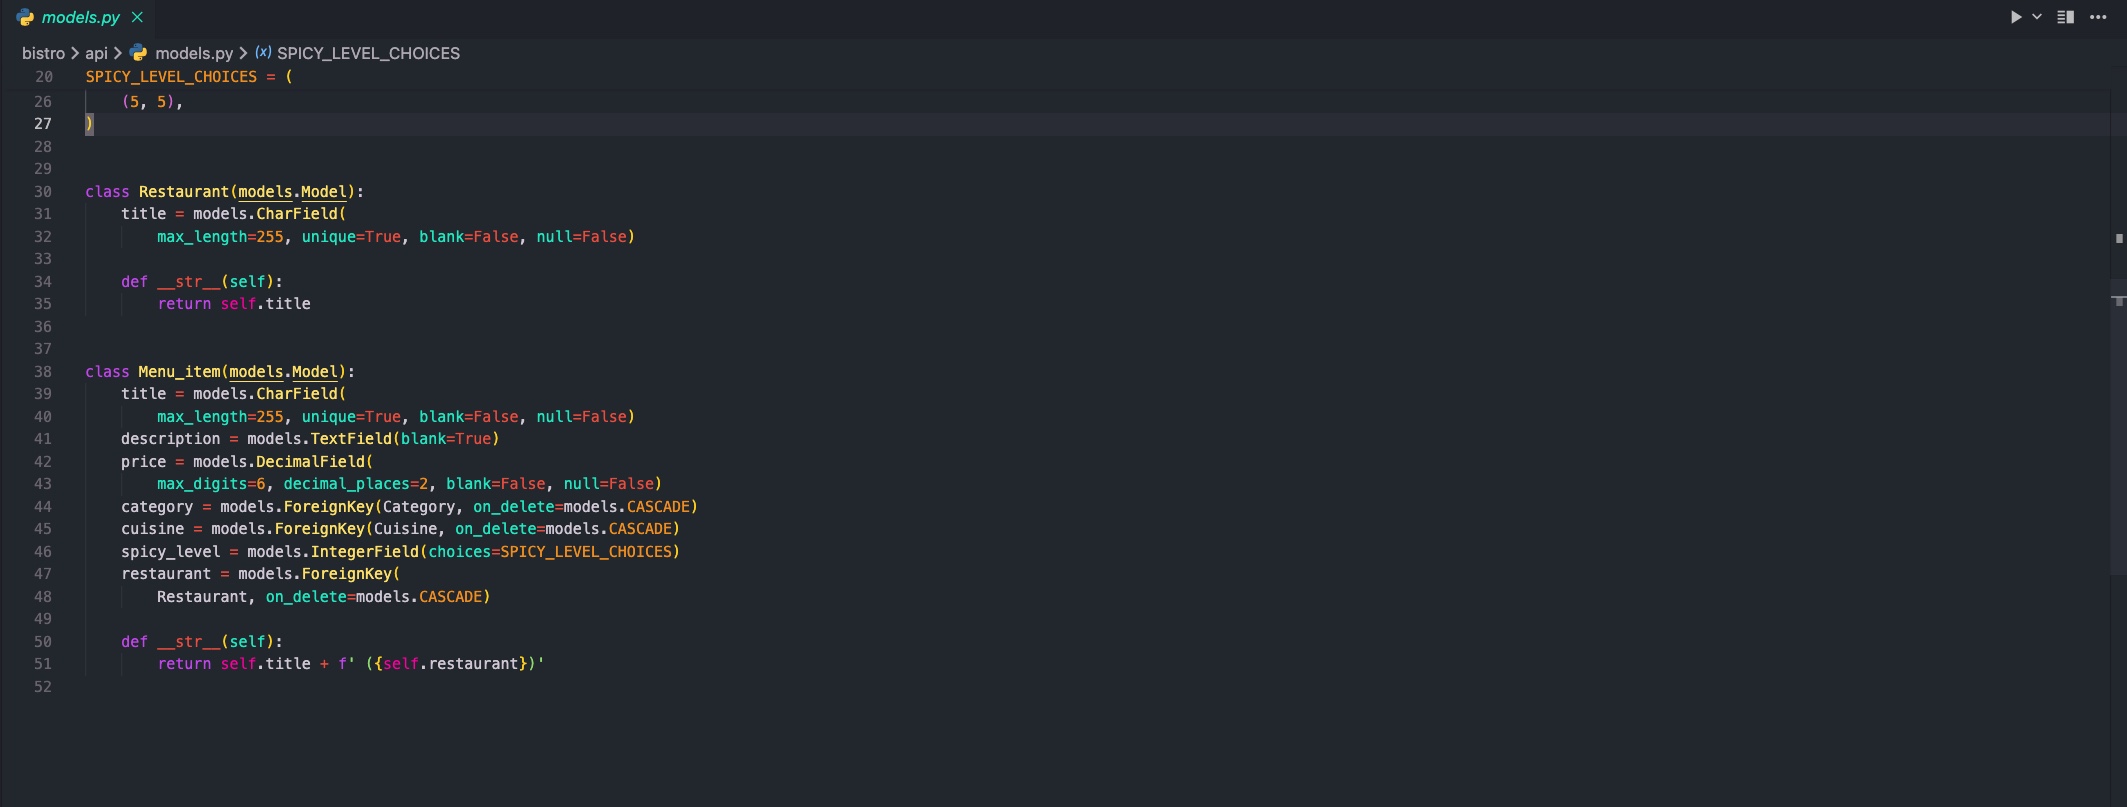 models.py
bistro > api > models.py > (x) SPICY_LEVEL_CHOICES
20 SPICY_LEVEL_CHOICES = (
26     (5, 5),
27 )
28
29
30 class Restaurant(models.Model):
31     title = models.CharField(
32         max_length=255, unique=True, blank=False, null=False)
33
34     def __str__(self):
35         return self.title
36
37
38 class Menu_item(models.Model):
39     title = models.CharField(
40         max_length=255, unique=True, blank=False, null=False)
41     description = models.TextField(blank=True)
42     price = models.DecimalField(
43         max_digits=6, decimal_places=2, blank=False, null=False)
44     category = models.ForeignKey(Category, on_delete=models.CASCADE)
45     cuisine = models.ForeignKey(Cuisine, on_delete=models.CASCADE)
46     spicy_level = models.IntegerField(choices=SPICY_LEVEL_CHOICES)
47     restaurant = models.ForeignKey(
48         Restaurant, on_delete=models.CASCADE)
49
50     def __str__(self):
51         return self.title + f' ({self.restaurant})'
52